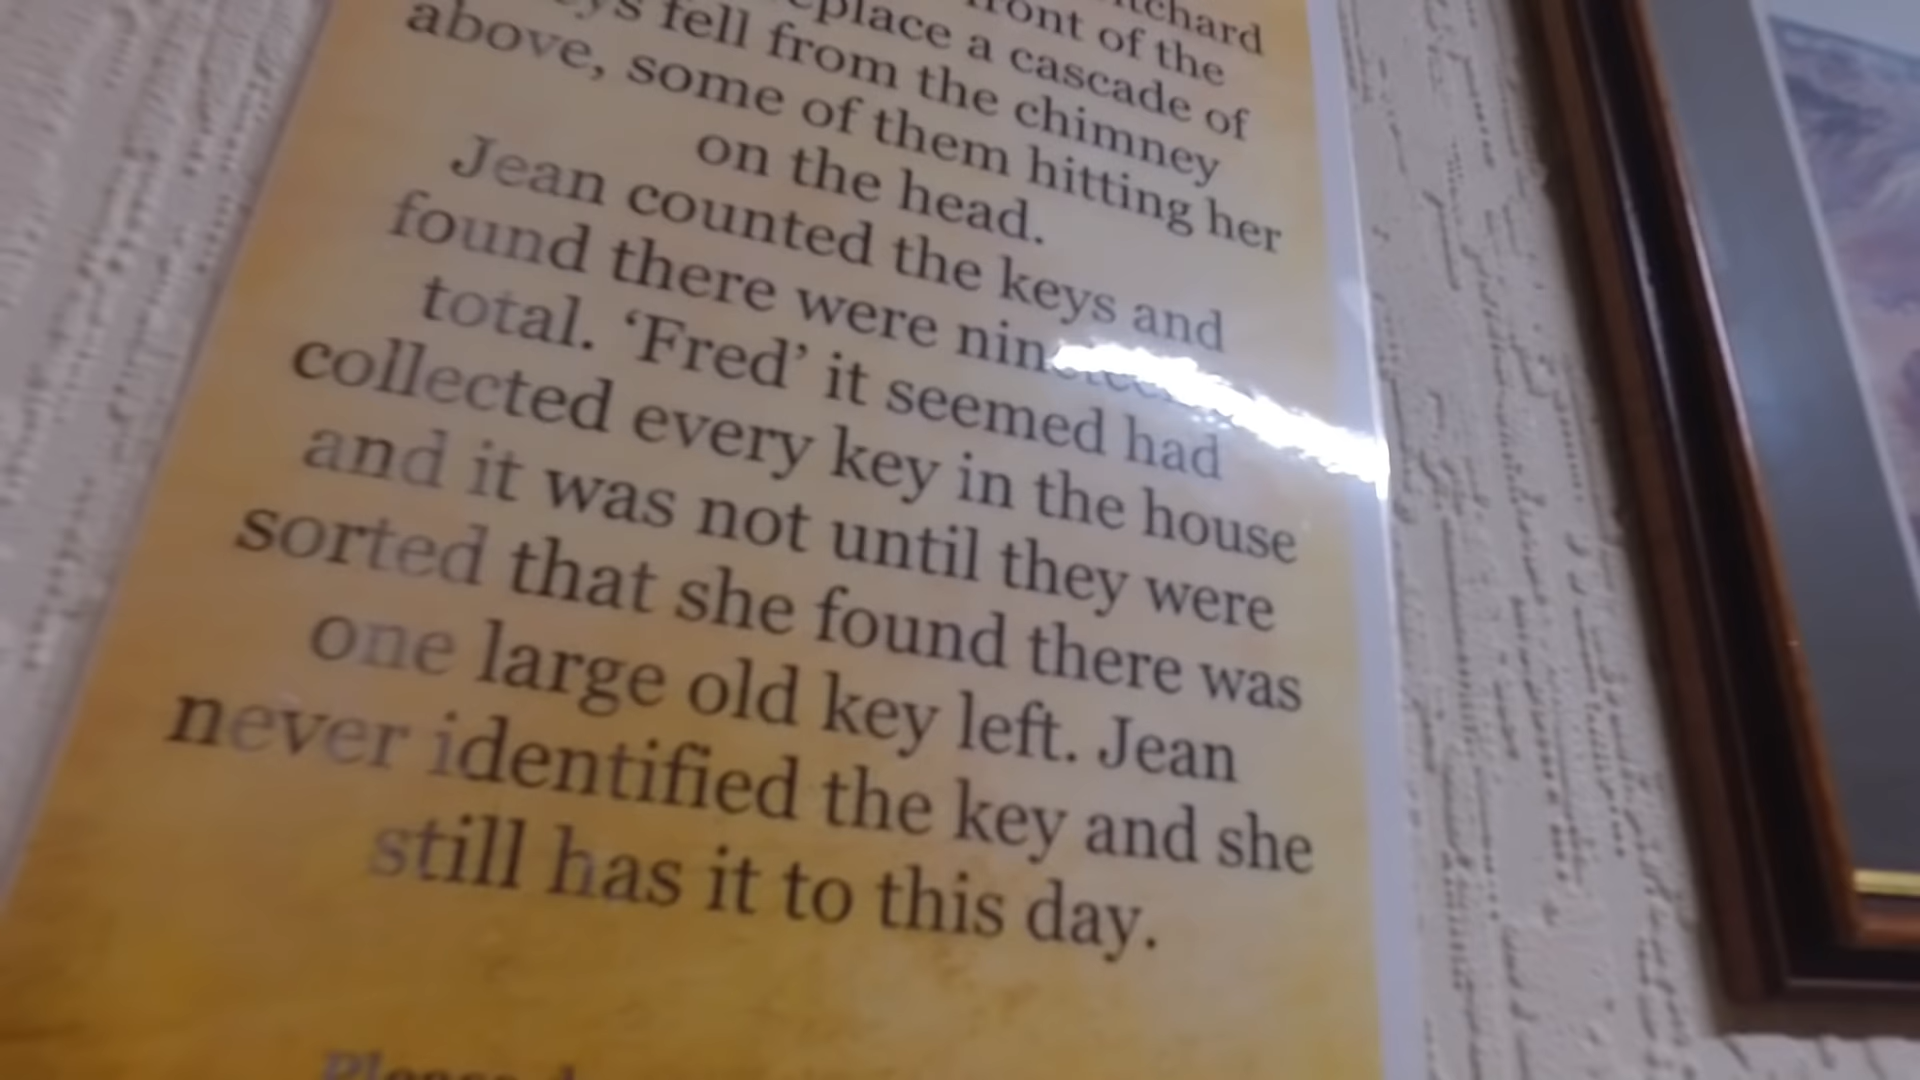 front of the
place a cascade of
fell from the chimney
above, some of them hitting her
on the head.
Jean counted the keys and
found there were
total. ‘Fred’ it seemed had
collected every key in the house
and it was not until they were
sorted that she found there was
one large old key left. Jean
never identified the key and she
still has it to this day.